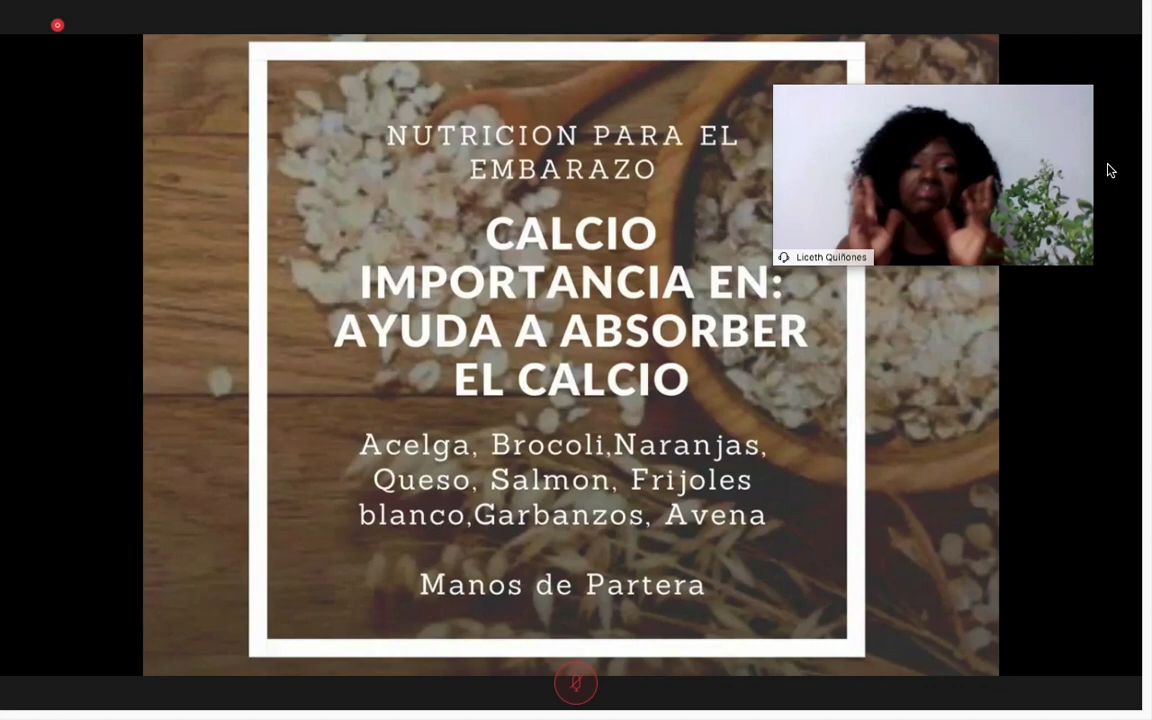 NUTRICION PARA EL
EMBARAZO
CALCIO
IMPORTANCIA EN:
AYUDA A ABSORBER
EL CALCIO
Acelga, Brocoli,Naranjas,
Queso, Salmon, Frijoles
blanco,Garbanzos, Avena
Manos de Partera
Liceth Quiñones